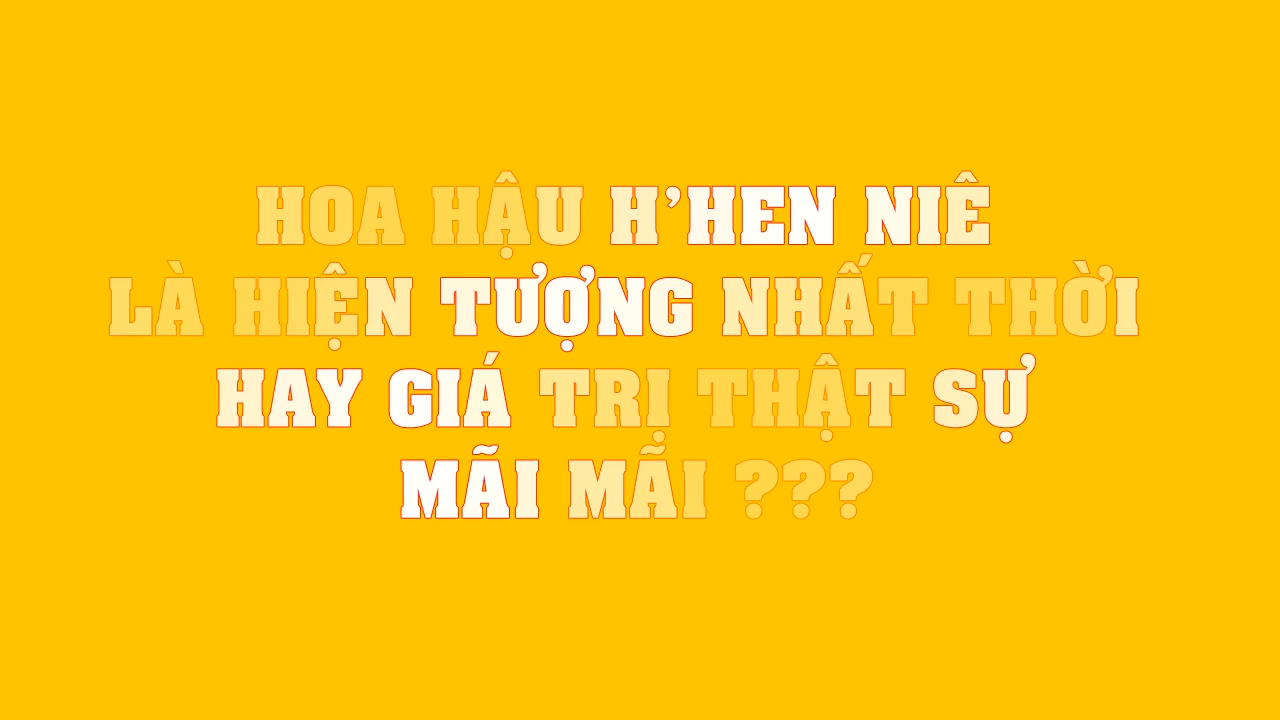 HOA HẬU H’HEN NIÊ
LÀ HIỆN TƯỢNG NHẤT THỜI
HAY GIÁ TRỊ THẬT SỰ
MÃI MÃI ???